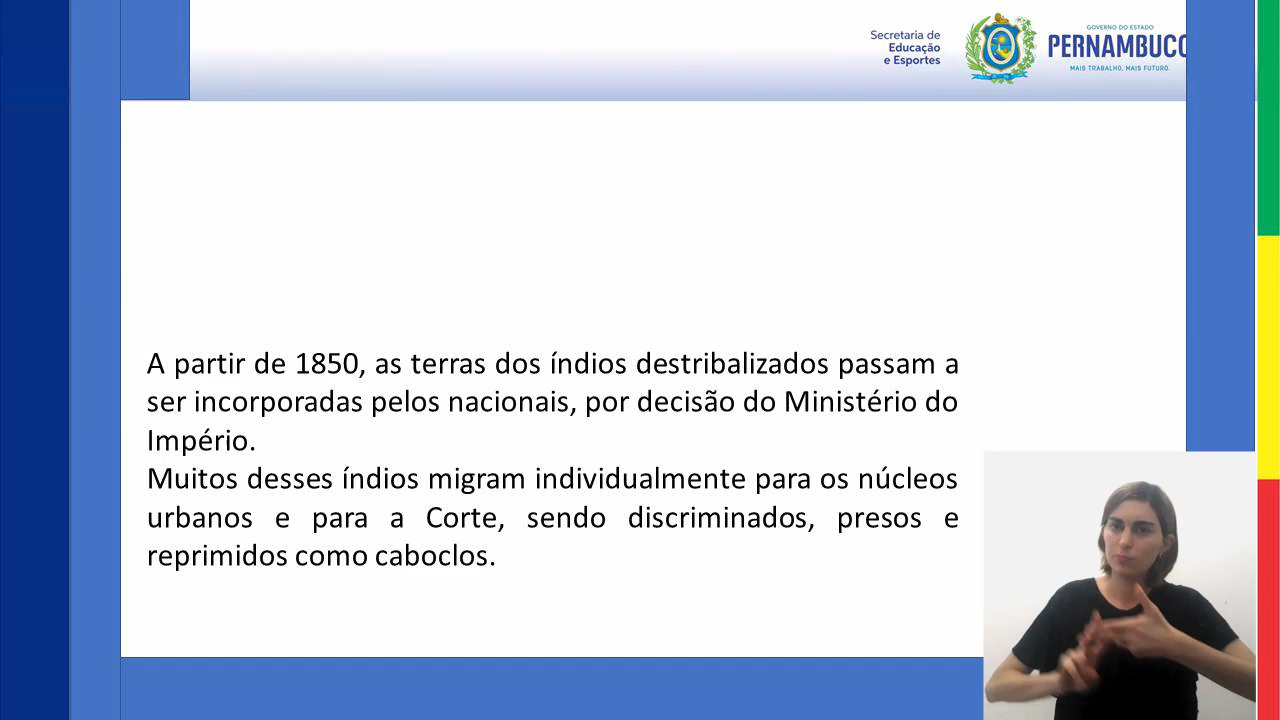 Secretaria de
Educação
e Esportes
GOVERNO DO ESTADO
PERNAMBUCO
MAIS TRABALHO, MAIS FUTURO.
A partir de 1850, as terras dos índios destribalizados passam a
ser incorporadas pelos nacionais, por decisão do Ministério do
Império.
Muitos desses índios migram individualmente para os núcleos
urbanos e para a Corte, sendo discriminados, presos e
reprimidos como caboclos.